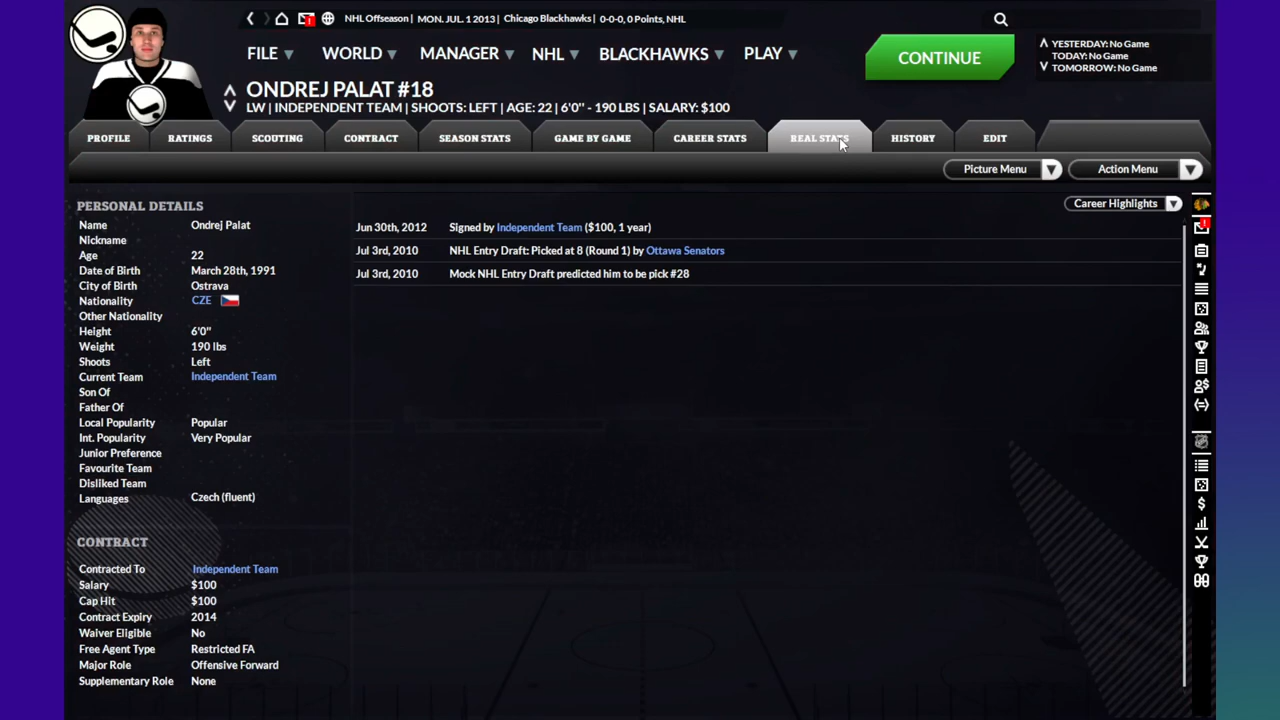 NHL Offseason | MON. JUL. 1 2013 | Chicago Blackhawks | 0-0-0, 0 Points, NHL
FILE WORLD MANAGER NHL BLACKHAWKS PLAY
CONTINUE
YESTERDAY: No Game
TODAY: No Game
TOMORROW: No Game
ONDREJ PALAT #18
LW | INDEPENDENT TEAM | SHOOTS: LEFT | AGE: 22 | 6'0" - 190 LBS | SALARY: $100
PROFILE RATINGS SCOUTING CONTRACT SEASON STATS GAME BY GAME CAREER STATS REAL STATS HISTORY EDIT
Picture Menu Action Menu
Career Highlights
PERSONAL DETAILS
Name Ondrej Palat
Nickname
Age 22
Date of Birth March 28th, 1991
City of Birth Ostrava
Nationality CZE
Other Nationality
Height 6'0"
Weight 190 lbs
Shoots Left
Current Team Independent Team
Son Of
Father Of
Local Popularity Popular
Int. Popularity Very Popular
Junior Preference
Favourite Team
Disliked Team
Languages Czech (fluent)
CONTRACT
Contracted To Independent Team
Salary $100
Cap Hit $100
Contract Expiry 2014
Waiver Eligible No
Free Agent Type Restricted FA
Major Role Offensive Forward
Supplementary Role None
Jun 30th, 2012 Signed by Independent Team ($100, 1 year)
Jul 3rd, 2010 NHL Entry Draft: Picked at 8 (Round 1) by Ottawa Senators
Jul 3rd, 2010 Mock NHL Entry Draft predicted him to be pick #28